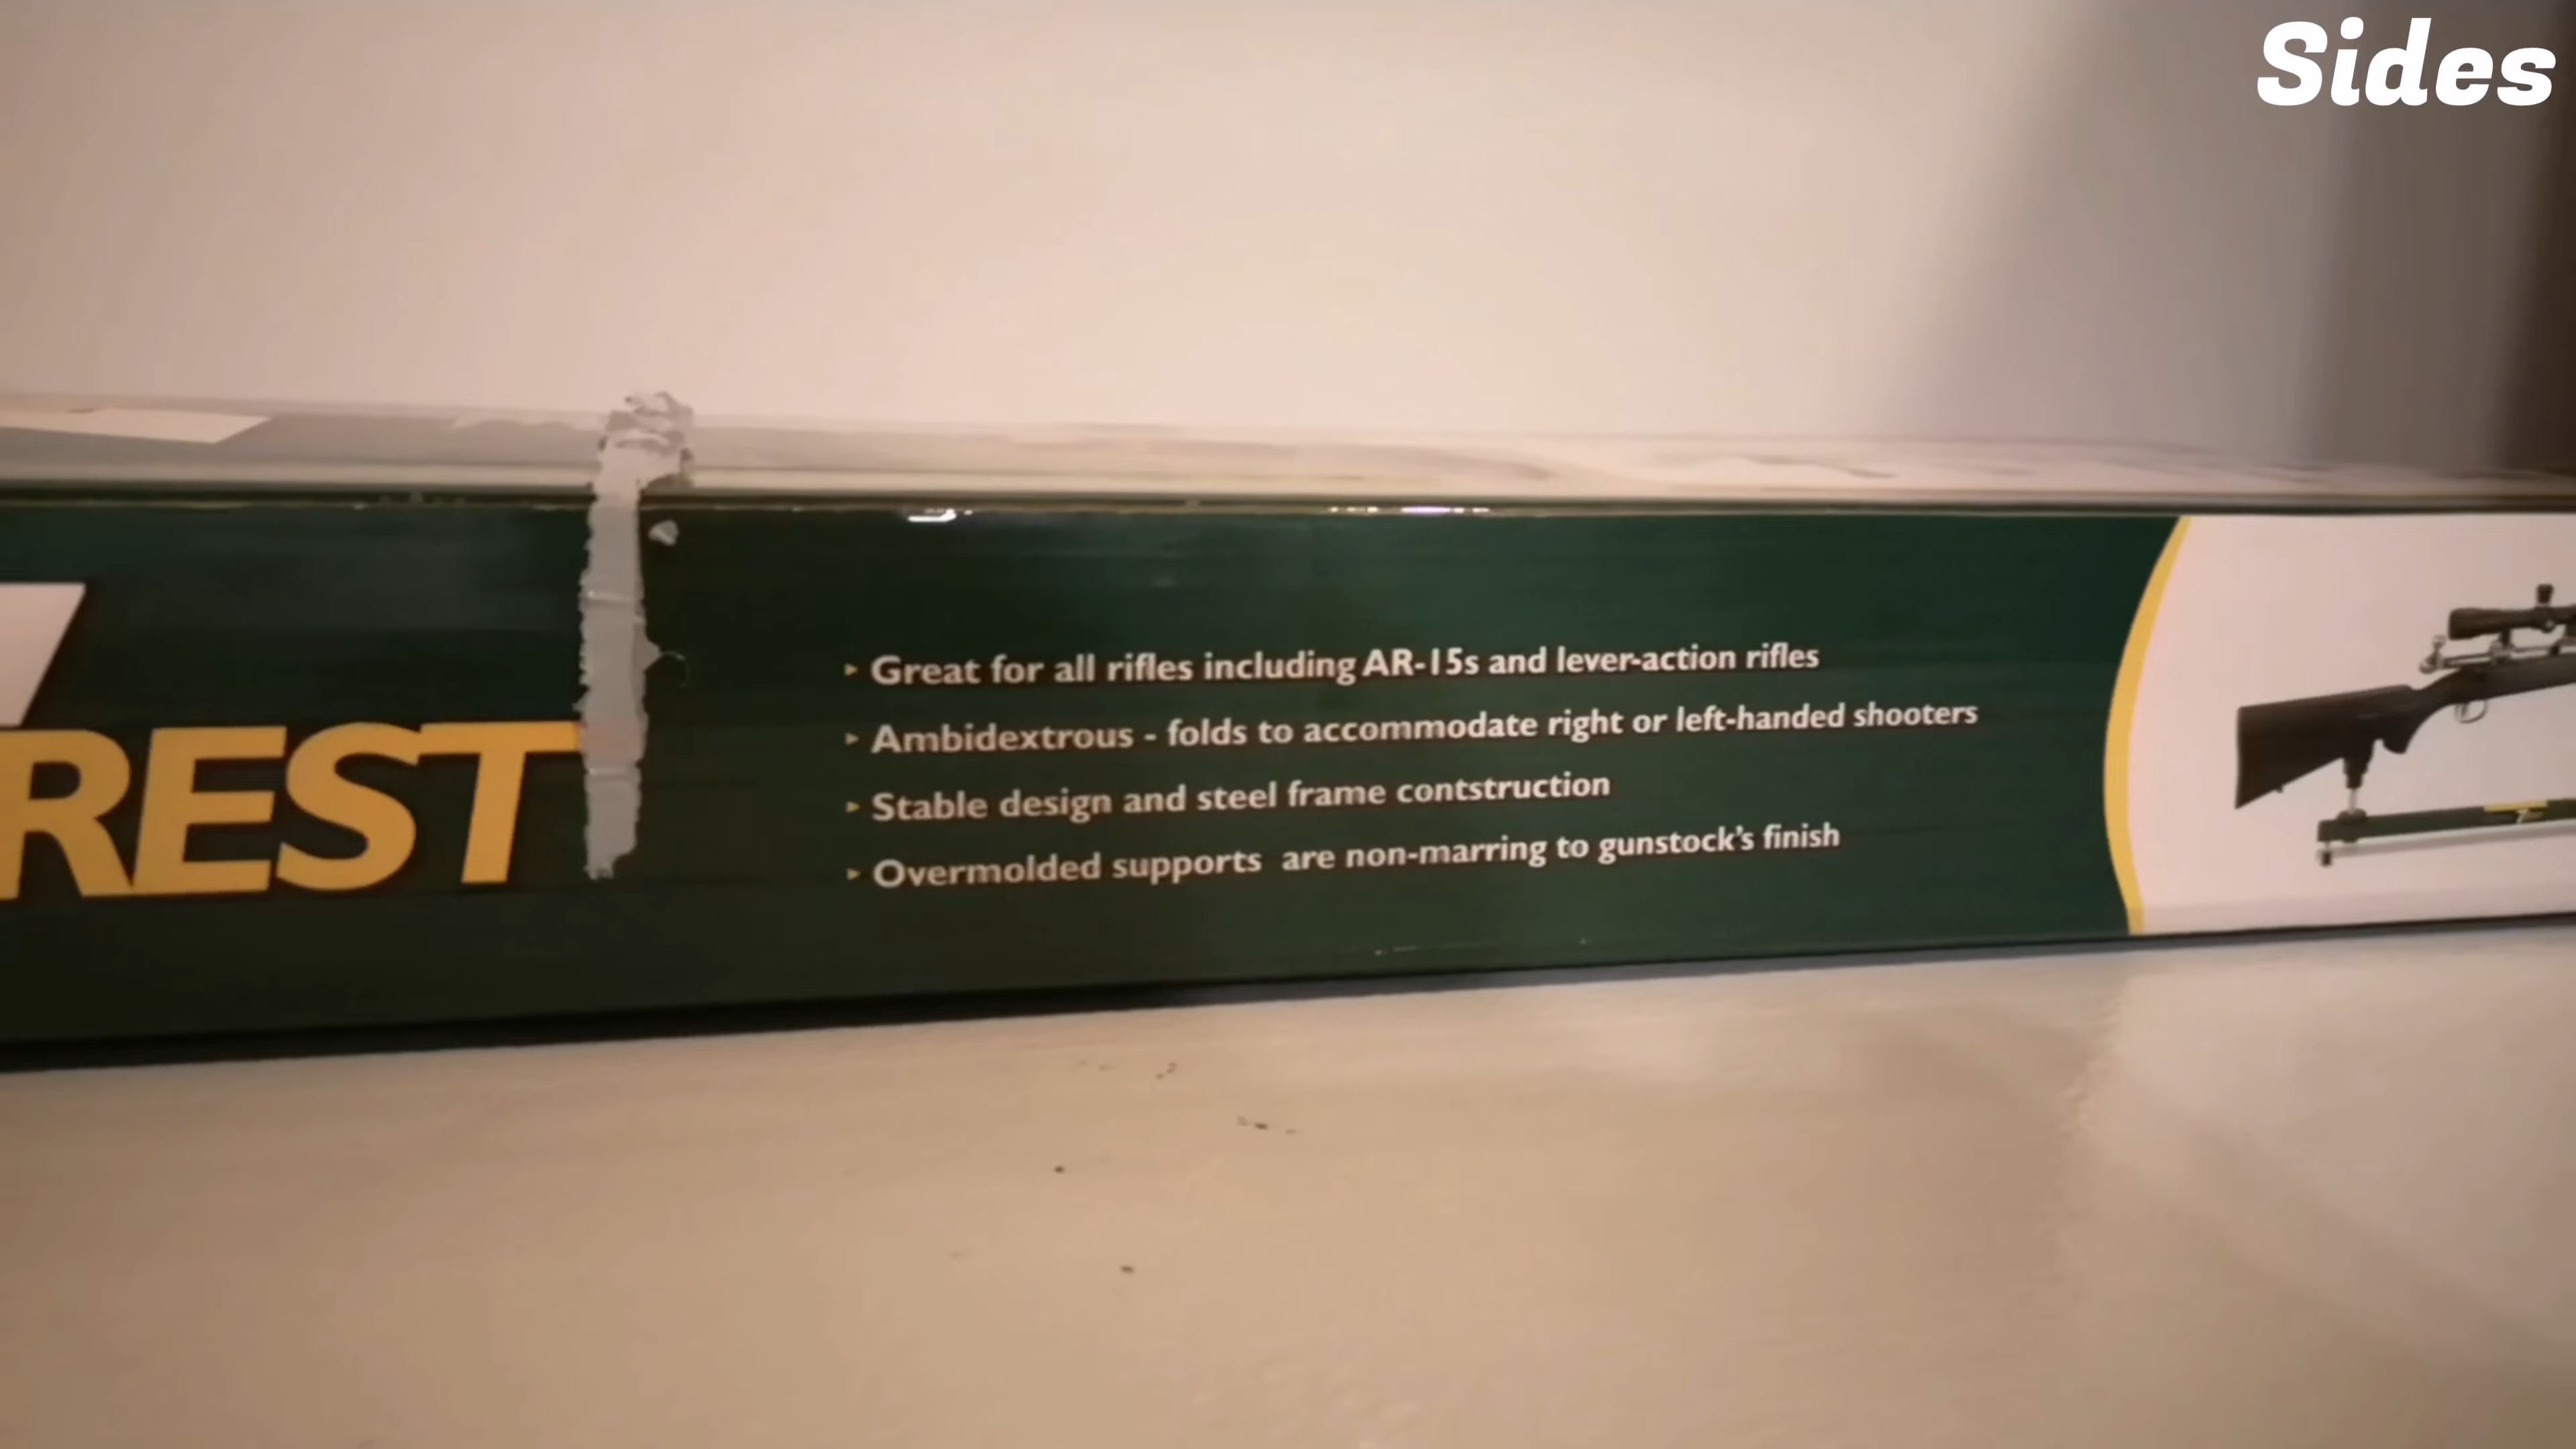 Sides
REST
Great for all rifles including AR-15s and lever-action rifles
Ambidextrous - folds to accommodate right or left-handed shooters
Stable design and steel frame contstruction
Overmolded supports are non-marring to gunstock's finish